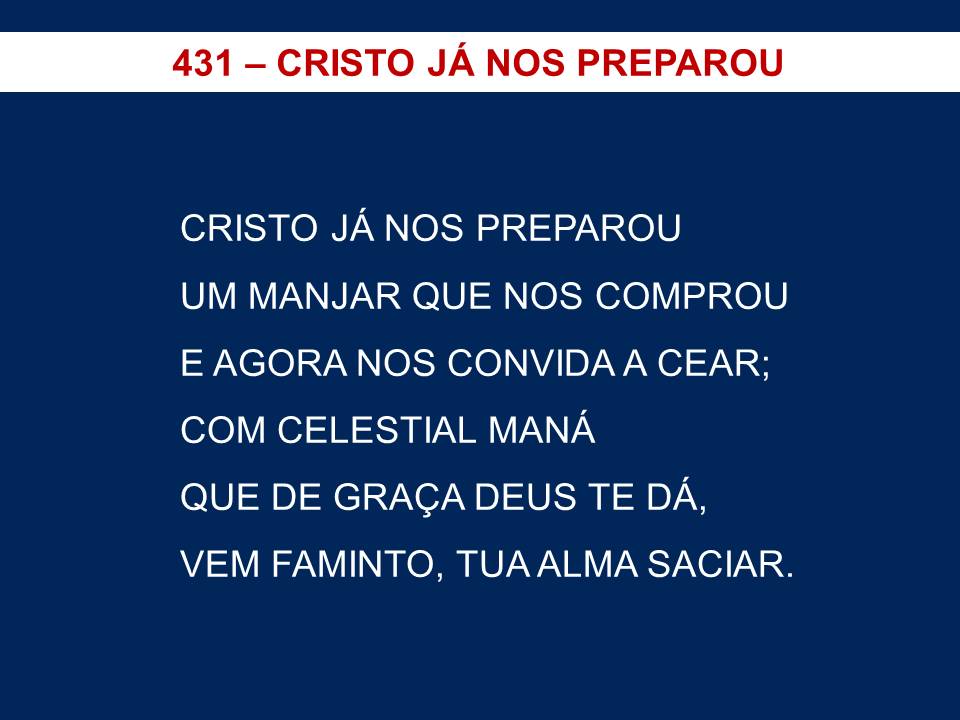 431 – CRISTO JÁ NOS PREPAROU
CRISTO JÁ NOS PREPAROU
UM MANJAR QUE NOS COMPROU
E AGORA NOS CONVIDA A CEAR;
COM CELESTIAL MANÁ
QUE DE GRAÇA DEUS TE DÁ,
VEM FAMINTO, TUA ALMA SACIAR.